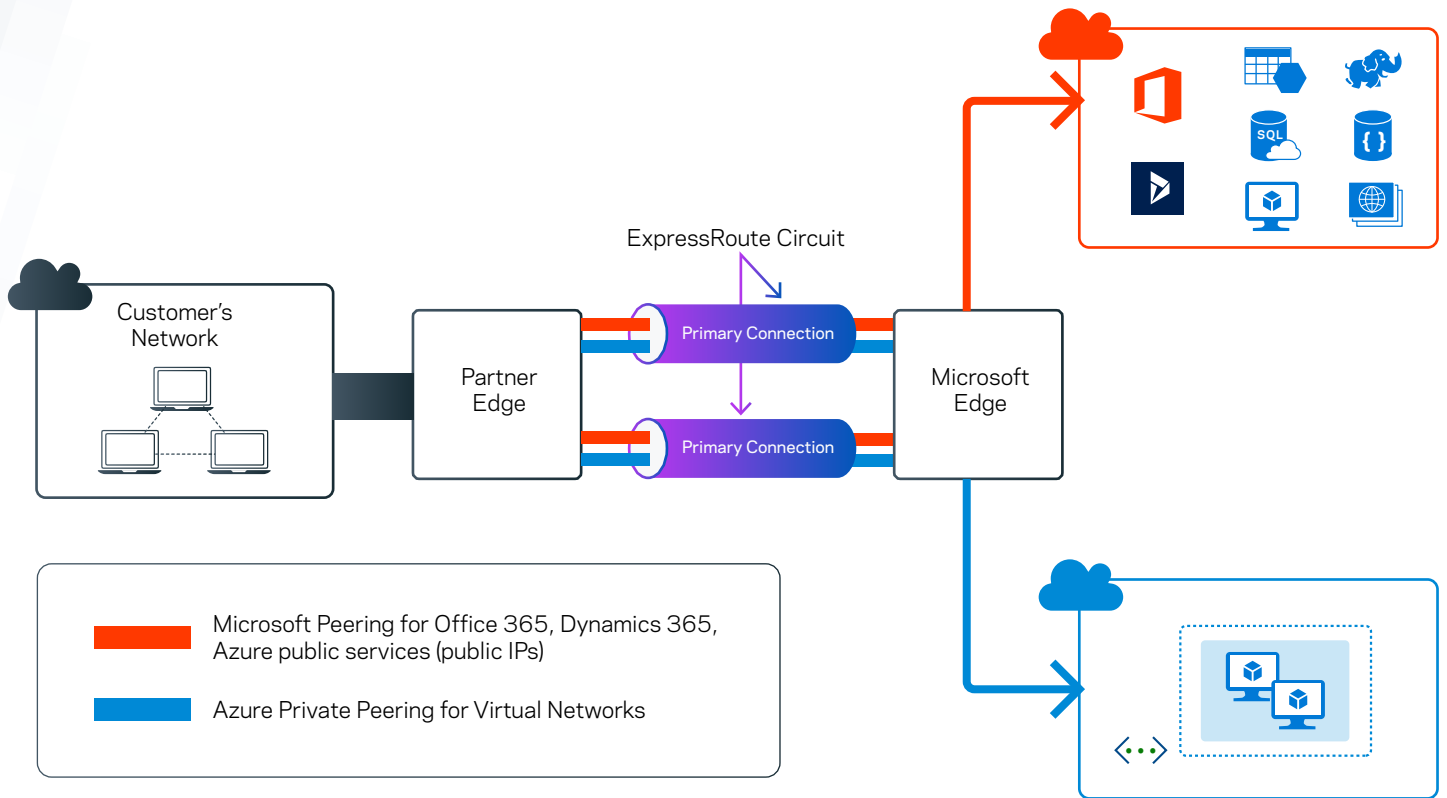 ExpressRoute Circuit
Customer's
Network
Partner
Edge
Primary Connection
Primary Connection
Microsoft
Edge
SQL
{ }
Microsoft Peering for Office 365, Dynamics 365,
Azure public services (public IPs)
Azure Private Peering for Virtual Networks